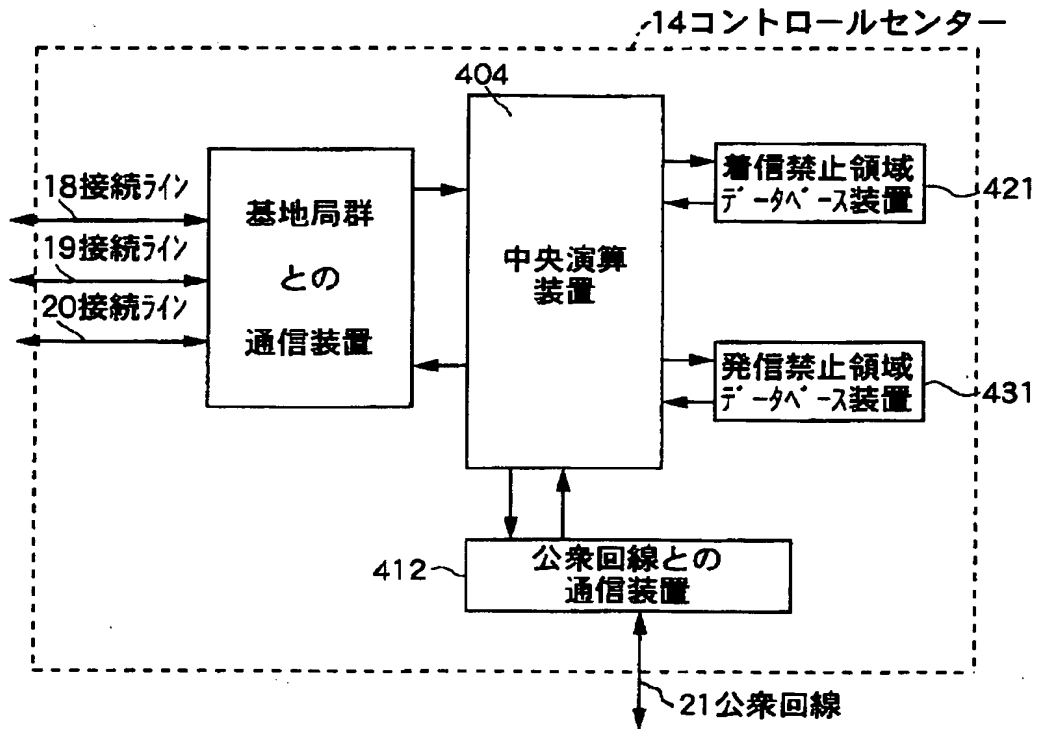 14コントロールセンター
404
18接続ﾗｲﾝ
19接続ﾗｲﾝ
20接続ﾗｲﾝ
基地局群
との
通信装置
中央演算
装置
着信禁止領域
ﾃﾞｰﾀﾍﾞｰｽ装置
421
発信禁止領域
ﾃﾞｰﾀﾍﾞｰｽ装置
431
412
公衆回線との
通信装置
21公衆回線